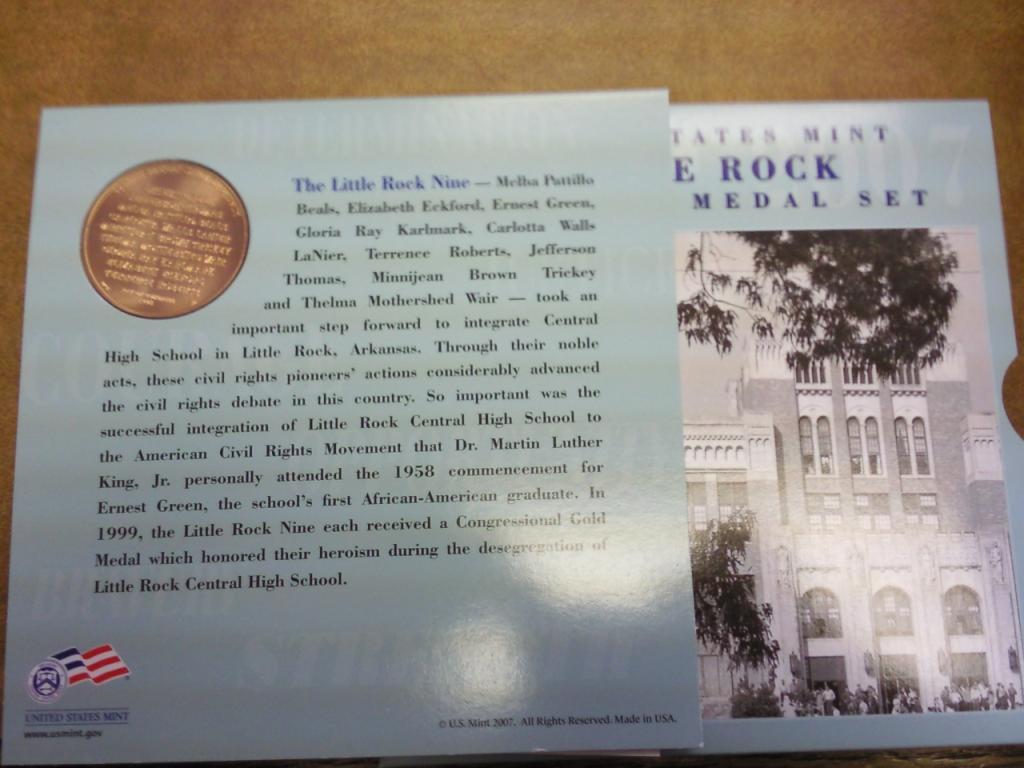 The Little Rock Nine — Melba Pattillo
Beals, Elizabeth Eckford, Ernest Green,
Gloria Ray Karlmark, Carlotta Walls
LaNier, Terrence Roberts, Jefferson
Thomas, Minnijean Brown Trickey
and Thelma Mothershed Wair — took an
important step forward to integrate Central
High School in Little Rock, Arkansas. Through their noble
acts, these civil rights pioneers' actions considerably advanced
the civil rights debate in this country. So important was the
successful integration of Little Rock Central High School to
the American Civil Rights Movement that Dr. Martin Luther
King, Jr. personally attended the 1958 commencement for
Ernest Green, the school's first African-American graduate. In
1999, the Little Rock Nine each received a Congressional Gold
Medal which honored their heroism during the desegregation of
Little Rock Central High School.
STRENGTH
UNITED STATES MINT
www.usmint.gov
© U.S. Mint 2007. All Rights Reserved. Made in USA.
TATES MINT
E ROCK
MEDAL SET
2007